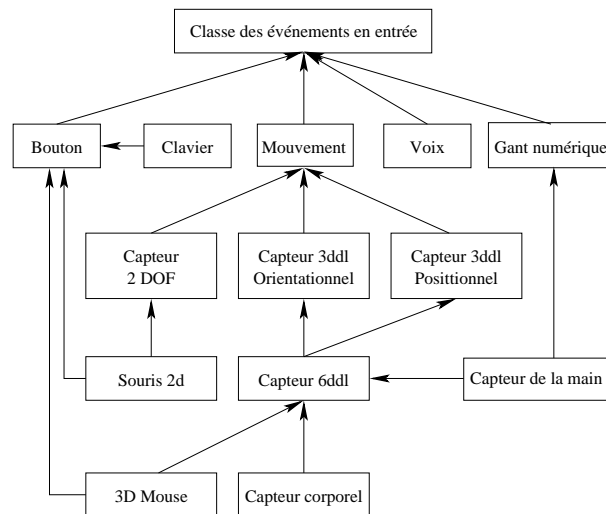 Classe des événements en entrée
Bouton
Clavier
Mouvement
Voix
Gant numérique
Capteur
2 DOF
Capteur 3ddl
Orientationnel
Capteur 3ddl
Posittionnel
Souris 2d
Capteur 6ddl
Capteur de la main
3D Mouse
Capteur corporel